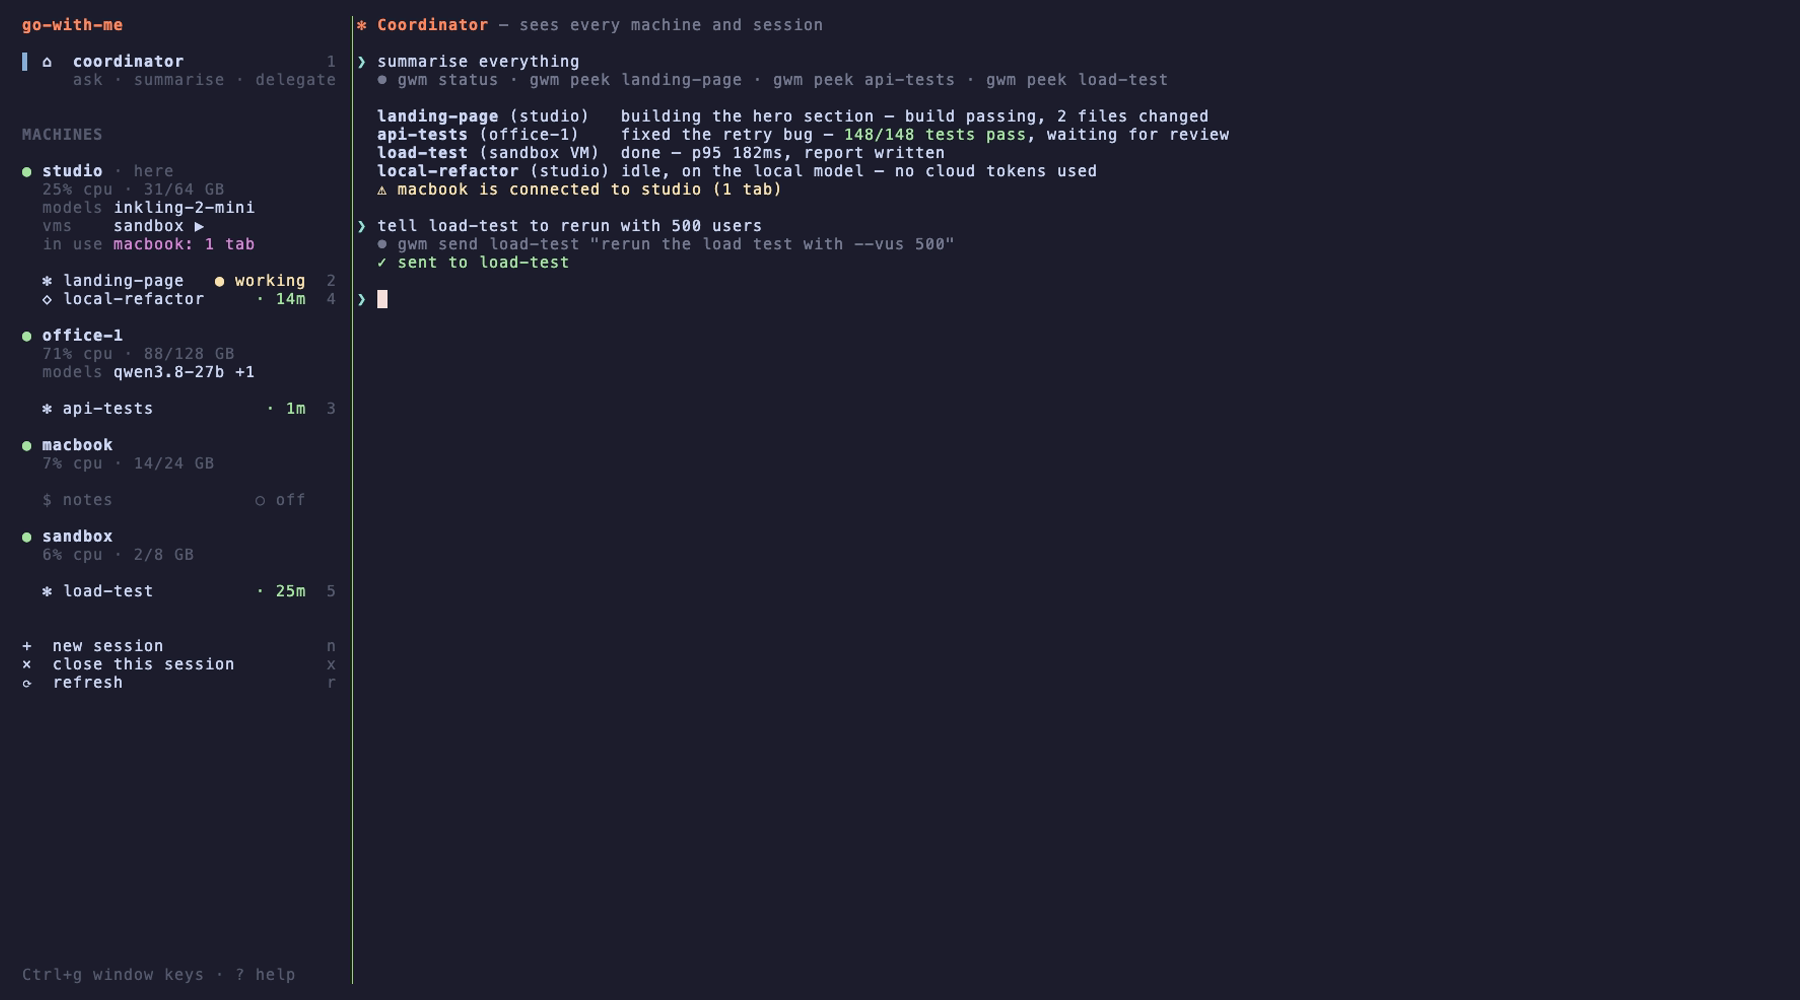 go-with-me
⌂ coordinator 1
ask · summarise · delegate
MACHINES
● studio · here
25% cpu · 31/64 GB
models inkling-2-mini
vms sandbox ▶
in use macbook: 1 tab
✻ landing-page ● working 2
◇ local-refactor · 14m 4
● office-1
71% cpu · 88/128 GB
models qwen3.8-27b +1
✻ api-tests · 1m 3
● macbook
7% cpu · 14/24 GB
$ notes ○ off
● sandbox
6% cpu · 2/8 GB
✻ load-test · 25m 5
+ new session n
× close this session x
⟳ refresh r
Ctrl+g window keys · ? help
✻ Coordinator — sees every machine and session
❯ summarise everything
● gwm status · gwm peek landing-page · gwm peek api-tests · gwm peek load-test
landing-page (studio) building the hero section — build passing, 2 files changed
api-tests (office-1) fixed the retry bug — 148/148 tests pass, waiting for review
load-test (sandbox VM) done — p95 182ms, report written
local-refactor (studio) idle, on the local model — no cloud tokens used
⚠ macbook is connected to studio (1 tab)
❯ tell load-test to rerun with 500 users
● gwm send load-test "rerun the load test with --vus 500"
✓ sent to load-test
❯